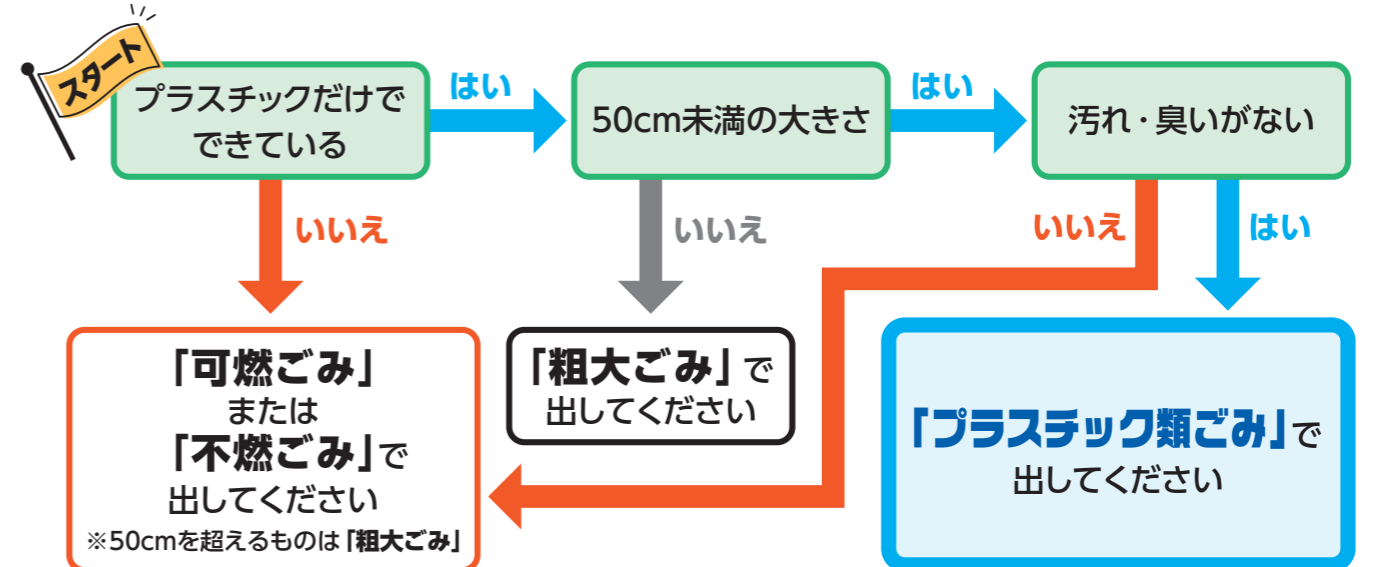 スタート
プラスチックだけで
できている
はい
50cm未満の大きさ
はい
汚れ・臭いがない
いいえ
いいえ
いいえ
はい
「可燃ごみ」
または
「不燃ごみ」で
出してください
※50cmを超えるものは「粗大ごみ」
「粗大ごみ」で
出してください
「プラスチック類ごみ」で
出してください